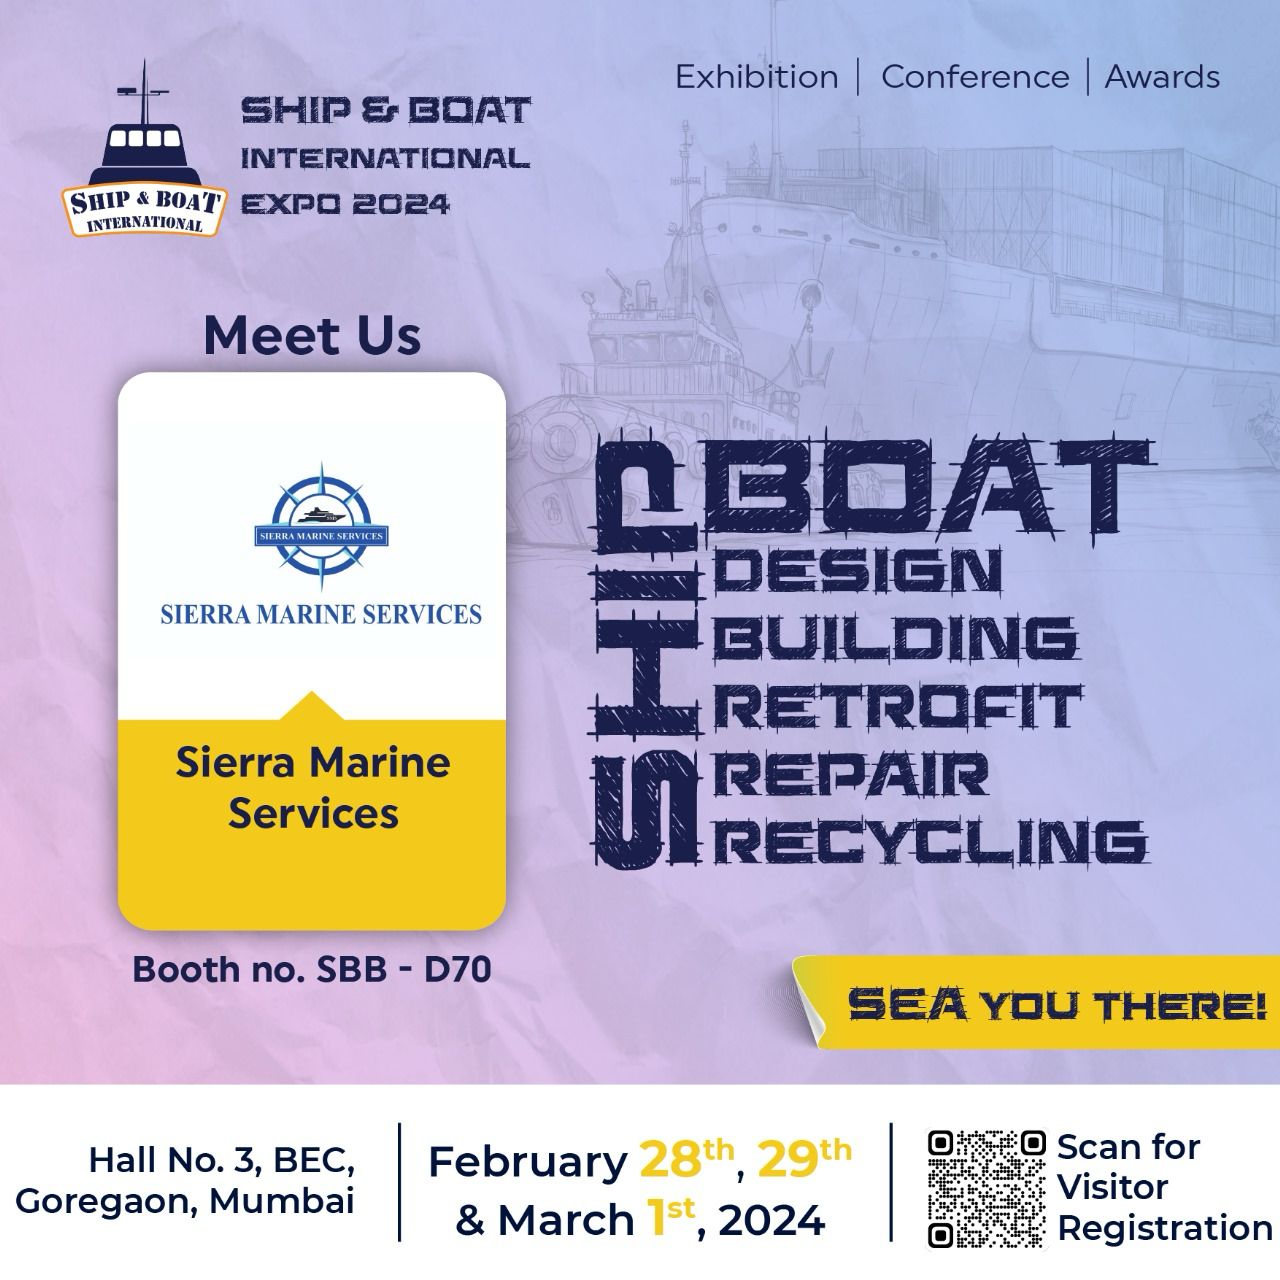 Exhibition | Conference | Awards
SHIP & BOAT
INTERNATIONAL
EXPO 2024
SHIP & BOAT
INTERNATIONAL
Meet Us
SIERRA MARINE SERVICES
SIERRA MARINE SERVICES
Sierra Marine
Services
Booth no. SBB - D70
SHIP
BOAT
DESIGN
BUILDING
RETROFIT
REPAIR
RECYCLING
SEA YOU THERE!
Hall No. 3, BEC,
Goregaon, Mumbai
February 28th, 29th
& March 1st, 2024
Scan for
Visitor
Registration